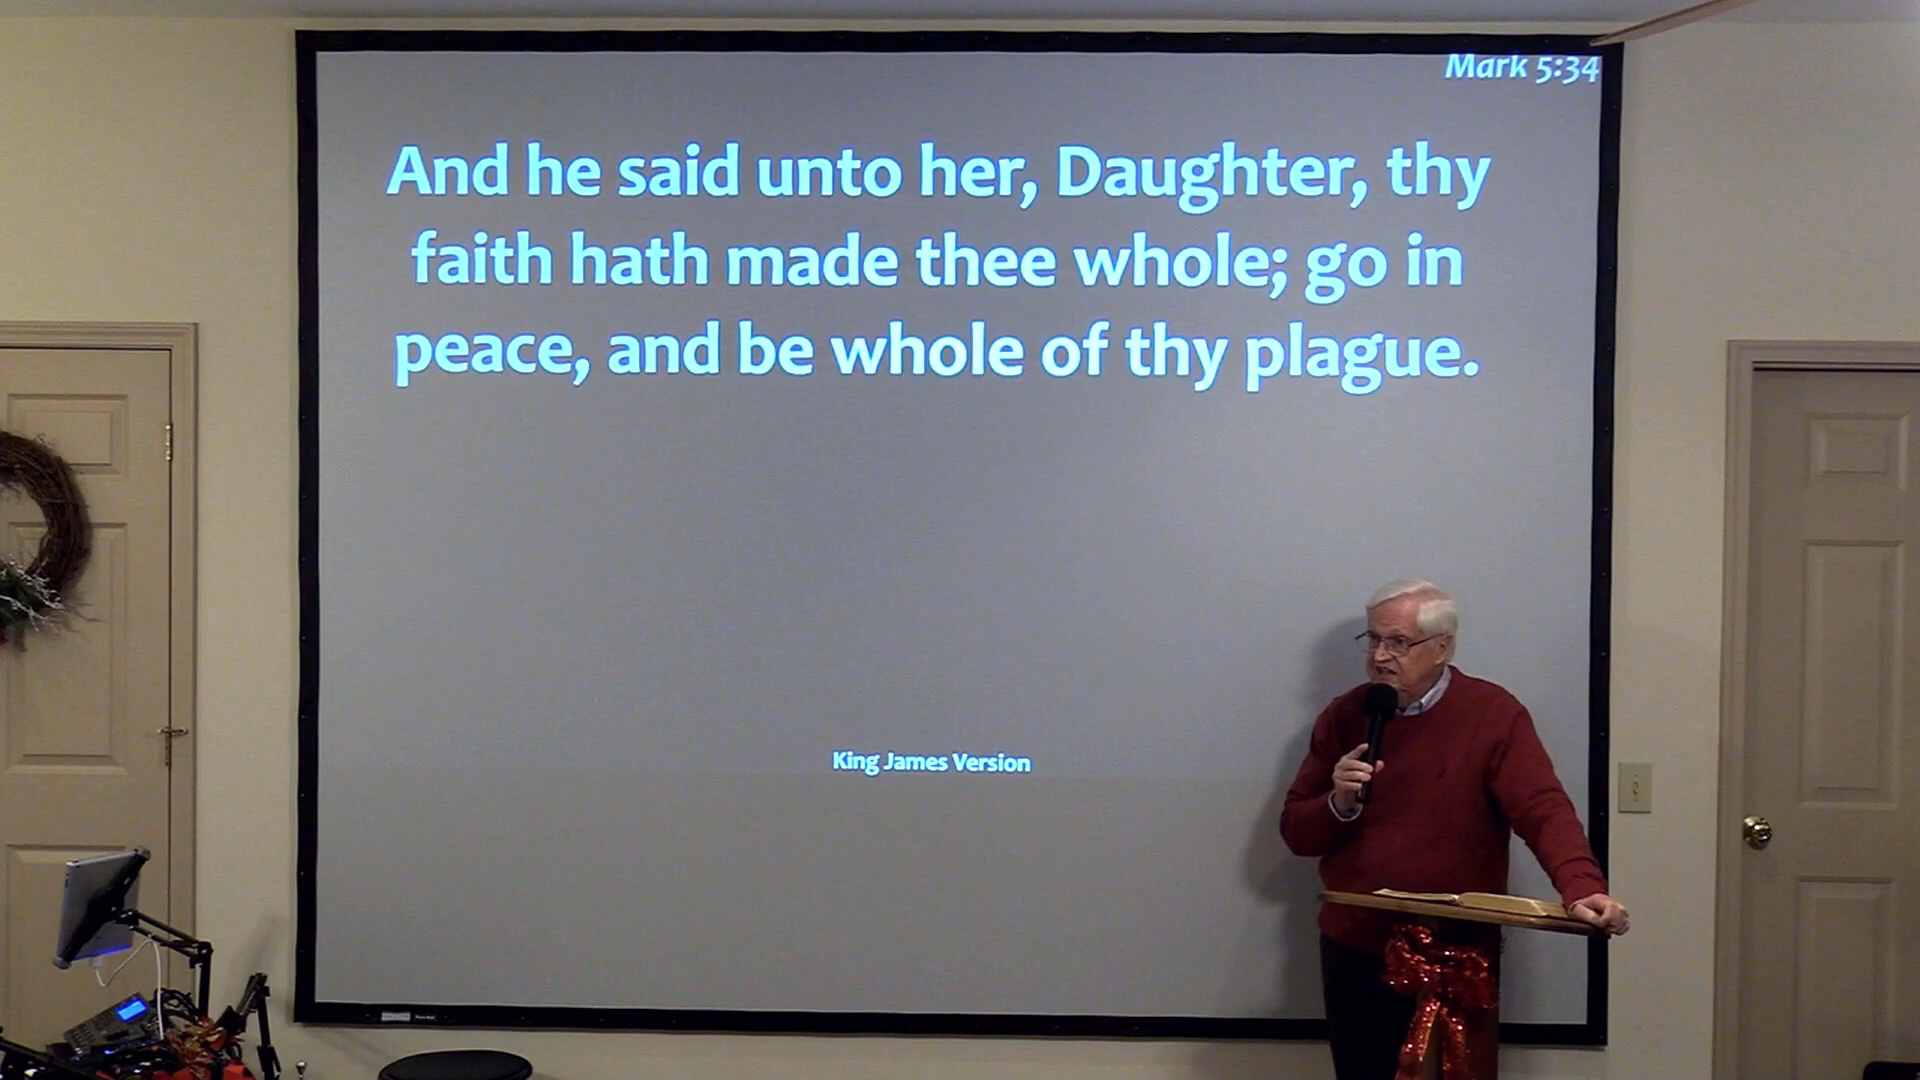 Mark 5:34
And he said unto her, Daughter, thy
faith hath made thee whole; go in
peace, and be whole of thy plague.
King James Version